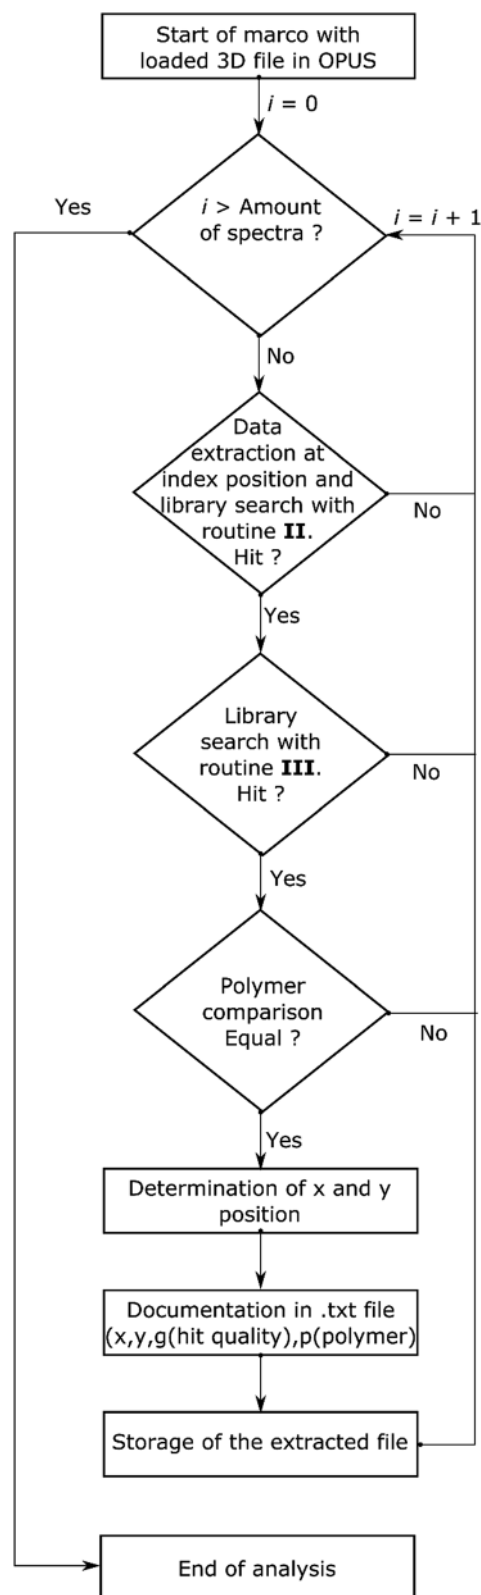 Start of marco with
loaded 3D file in OPUS
i = 0
Yes
i > Amount
of spectra ?
i = i + 1
No
Data
extraction at
index position and
library search with
routine II.
Hit ?
No
Yes
Library
search with
routine III.
Hit ?
No
Yes
Polymer
comparison
Equal ?
No
Yes
Determination of x and y
position
Documentation in .txt file
(x,y,g(hit quality),p(polymer)
Storage of the extracted file
End of analysis